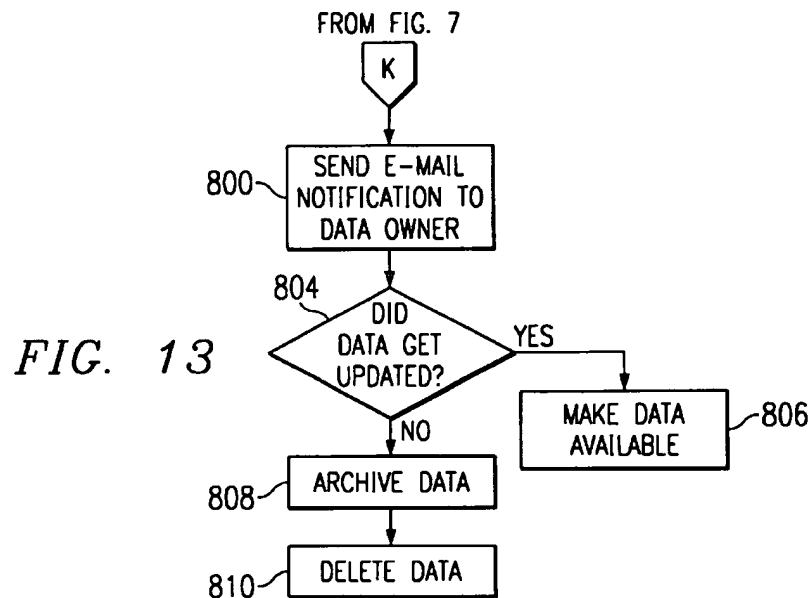 FROM FIG. 7
K
800
SEND E-MAIL
NOTIFICATION TO
DATA OWNER
804
DID
DATA GET
UPDATED?
YES
FIG. 13
NO
MAKE DATA
AVAILABLE
806
808
ARCHIVE DATA
810
DELETE DATA